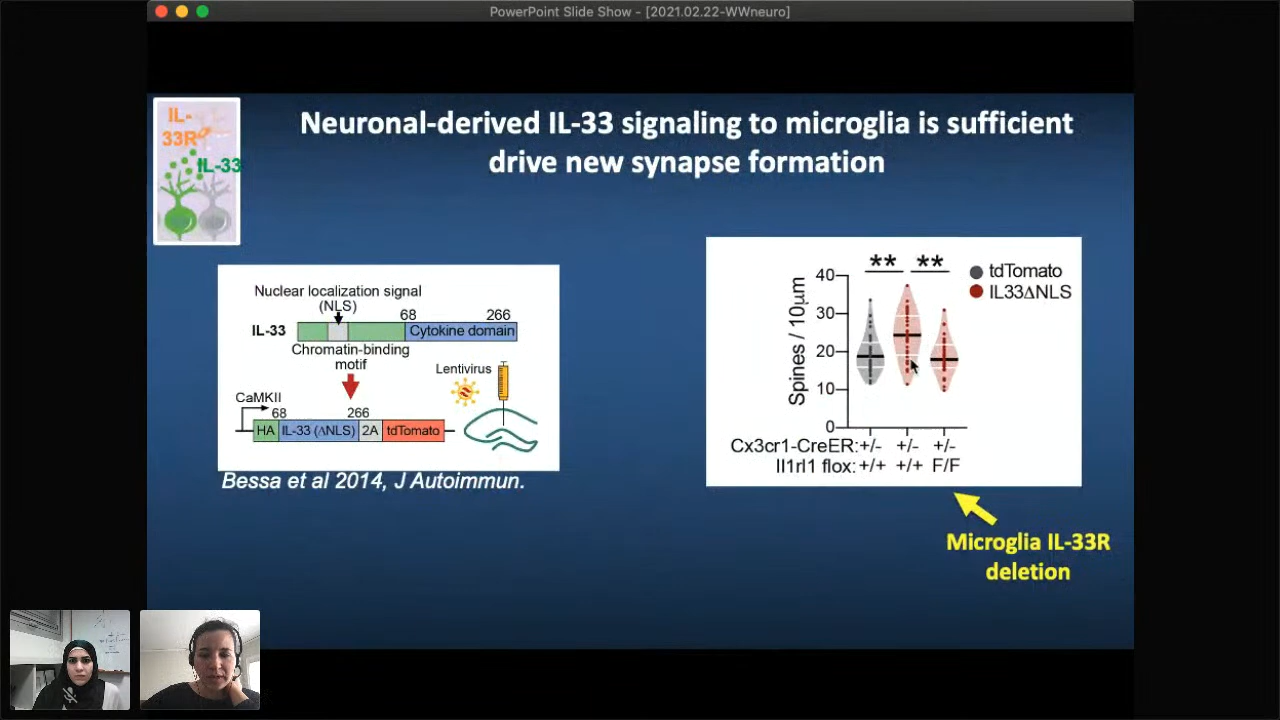 PowerPoint Slide Show - [2021.02.22-WWneuro]
IL-
33R
IL-33
Neuronal-derived IL-33 signaling to microglia is sufficient
drive new synapse formation
Nuclear localization signal
(NLS)
68
266
IL-33
Cytokine domain
Chromatin-binding
motif
Lentivirus
CaMKII
68
266
HA
IL-33 (ΔNLS)
2A
tdTomato
Bessa et al 2014, J Autoimmun.
** **
tdTomato
IL33ΔNLS
Spines / 10μm
40
30
20
10
0
Cx3cr1-CreER: +/- +/- +/-
Il1rl1 flox: +/+ +/+ F/F
Microglia IL-33R
deletion